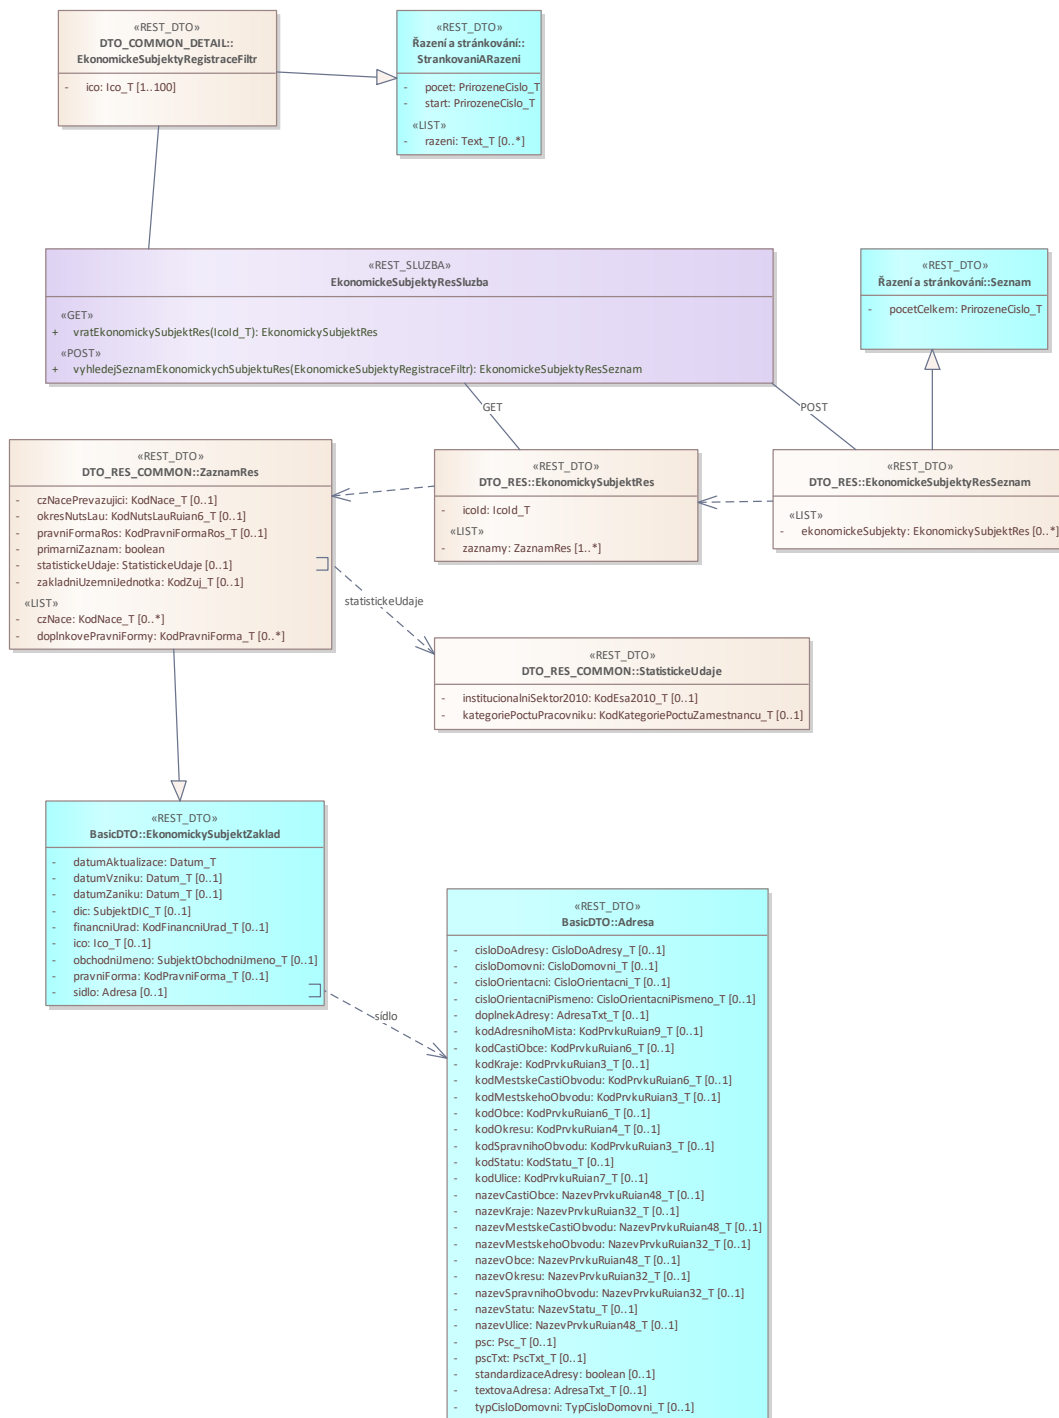 «REST_DTO»
DTO_COMMON_DETAIL::
EkonomickeSubjektyRegistraceFiltr
- ico: Ico_T [1..100]
«REST_DTO»
Řazení a stránkování::
StrankovaniARazeni
- pocet: PrirozeneCislo_T
- start: PrirozeneCislo_T
«LIST»
- razeni: Text_T [0..*]
«REST_SLUZBA»
EkonomickeSubjektyResSluzba
«GET»
+ vratEkonomickySubjektRes(IcoId_T): EkonomickySubjektRes
«POST»
+ vyhledejSeznamEkonomickychSubjektuRes(EkonomickeSubjektyRegistraceFiltr): EkonomickeSubjektyResSeznam
«REST_DTO»
Řazení a stránkování::Seznam
- pocetCelkem: PrirozeneCislo_T
GET
POST
«REST_DTO»
DTO_RES_COMMON::ZaznamRes
- czNacePrevazujici: KodNace_T [0..1]
- okresNutsLau: KodNutsLauRuian6_T [0..1]
- pravniFormaRos: KodPravniFormaRos_T [0..1]
- primarniZaznam: boolean
- statistickeUdaje: StatistickeUdaje [0..1]
- zakladniUzemniJednotka: KodZuj_T [0..1]
«LIST»
- czNace: KodNace_T [0..*]
- doplnkovePravniFormy: KodPravniForma_T [0..*]
«REST_DTO»
DTO_RES::EkonomickySubjektRes
- icoId: IcoId_T
«LIST»
- zaznamy: ZaznamRes [1..*]
«REST_DTO»
DTO_RES::EkonomickeSubjektyResSeznam
«LIST»
- ekonomickeSubjekty: EkonomickySubjektRes [0..*]
statistickeUdaje
«REST_DTO»
DTO_RES_COMMON::StatistickeUdaje
- institucionalniSektor2010: KodEsa2010_T [0..1]
- kategoriePoctuPracovniku: KodKategoriePoctuZamestnancu_T [0..1]
«REST_DTO»
BasicDTO::EkonomickySubjektZaklad
- datumAktualizace: Datum_T
- datumVzniku: Datum_T [0..1]
- datumZaniku: Datum_T [0..1]
- dic: SubjektDIC_T [0..1]
- financniUrad: KodFinancniUrad_T [0..1]
- ico: Ico_T [0..1]
- obchodniJmeno: SubjektObchodniJmeno_T [0..1]
- pravniForma: KodPravniForma_T [0..1]
- sidlo: Adresa [0..1]
sídlo
«REST_DTO»
BasicDTO::Adresa
- cisloDoAdresy: CisloDoAdresy_T [0..1]
- cisloDomovni: CisloDomovni_T [0..1]
- cisloOrientacni: CisloOrientacni_T [0..1]
- cisloOrientacniPismeno: CisloOrientacniPismeno_T [0..1]
- doplnekAdresy: AdresaTxt_T [0..1]
- kodAdresnihoMista: KodPrvkuRuian9_T [0..1]
- kodCastiObce: KodPrvkuRuian6_T [0..1]
- kodKraje: KodPrvkuRuian3_T [0..1]
- kodMestskeCastiObvodu: KodPrvkuRuian6_T [0..1]
- kodMestskehoObvodu: KodPrvkuRuian3_T [0..1]
- kodObce: KodPrvkuRuian6_T [0..1]
- kodOkresu: KodPrvkuRuian4_T [0..1]
- kodSpravnihoObvodu: KodPrvkuRuian3_T [0..1]
- kodStatu: KodStatu_T [0..1]
- kodUlice: KodPrvkuRuian7_T [0..1]
- nazevCastiObce: NazevPrvkuRuian48_T [0..1]
- nazevKraje: NazevPrvkuRuian32_T [0..1]
- nazevMestskeCastiObvodu: NazevPrvkuRuian48_T [0..1]
- nazevMestskehoObvodu: NazevPrvkuRuian32_T [0..1]
- nazevObce: NazevPrvkuRuian48_T [0..1]
- nazevOkresu: NazevPrvkuRuian32_T [0..1]
- nazevSpravnihoObvodu: NazevPrvkuRuian32_T [0..1]
- nazevStatu: NazevStatu_T [0..1]
- nazevUlice: NazevPrvkuRuian48_T [0..1]
- psc: Psc_T [0..1]
- pscTxt: PscTxt_T [0..1]
- standardizaceAdresy: boolean [0..1]
- textovaAdresa: AdresaTxt_T [0..1]
- typCisloDomovni: TypCisloDomovni_T [0..1]